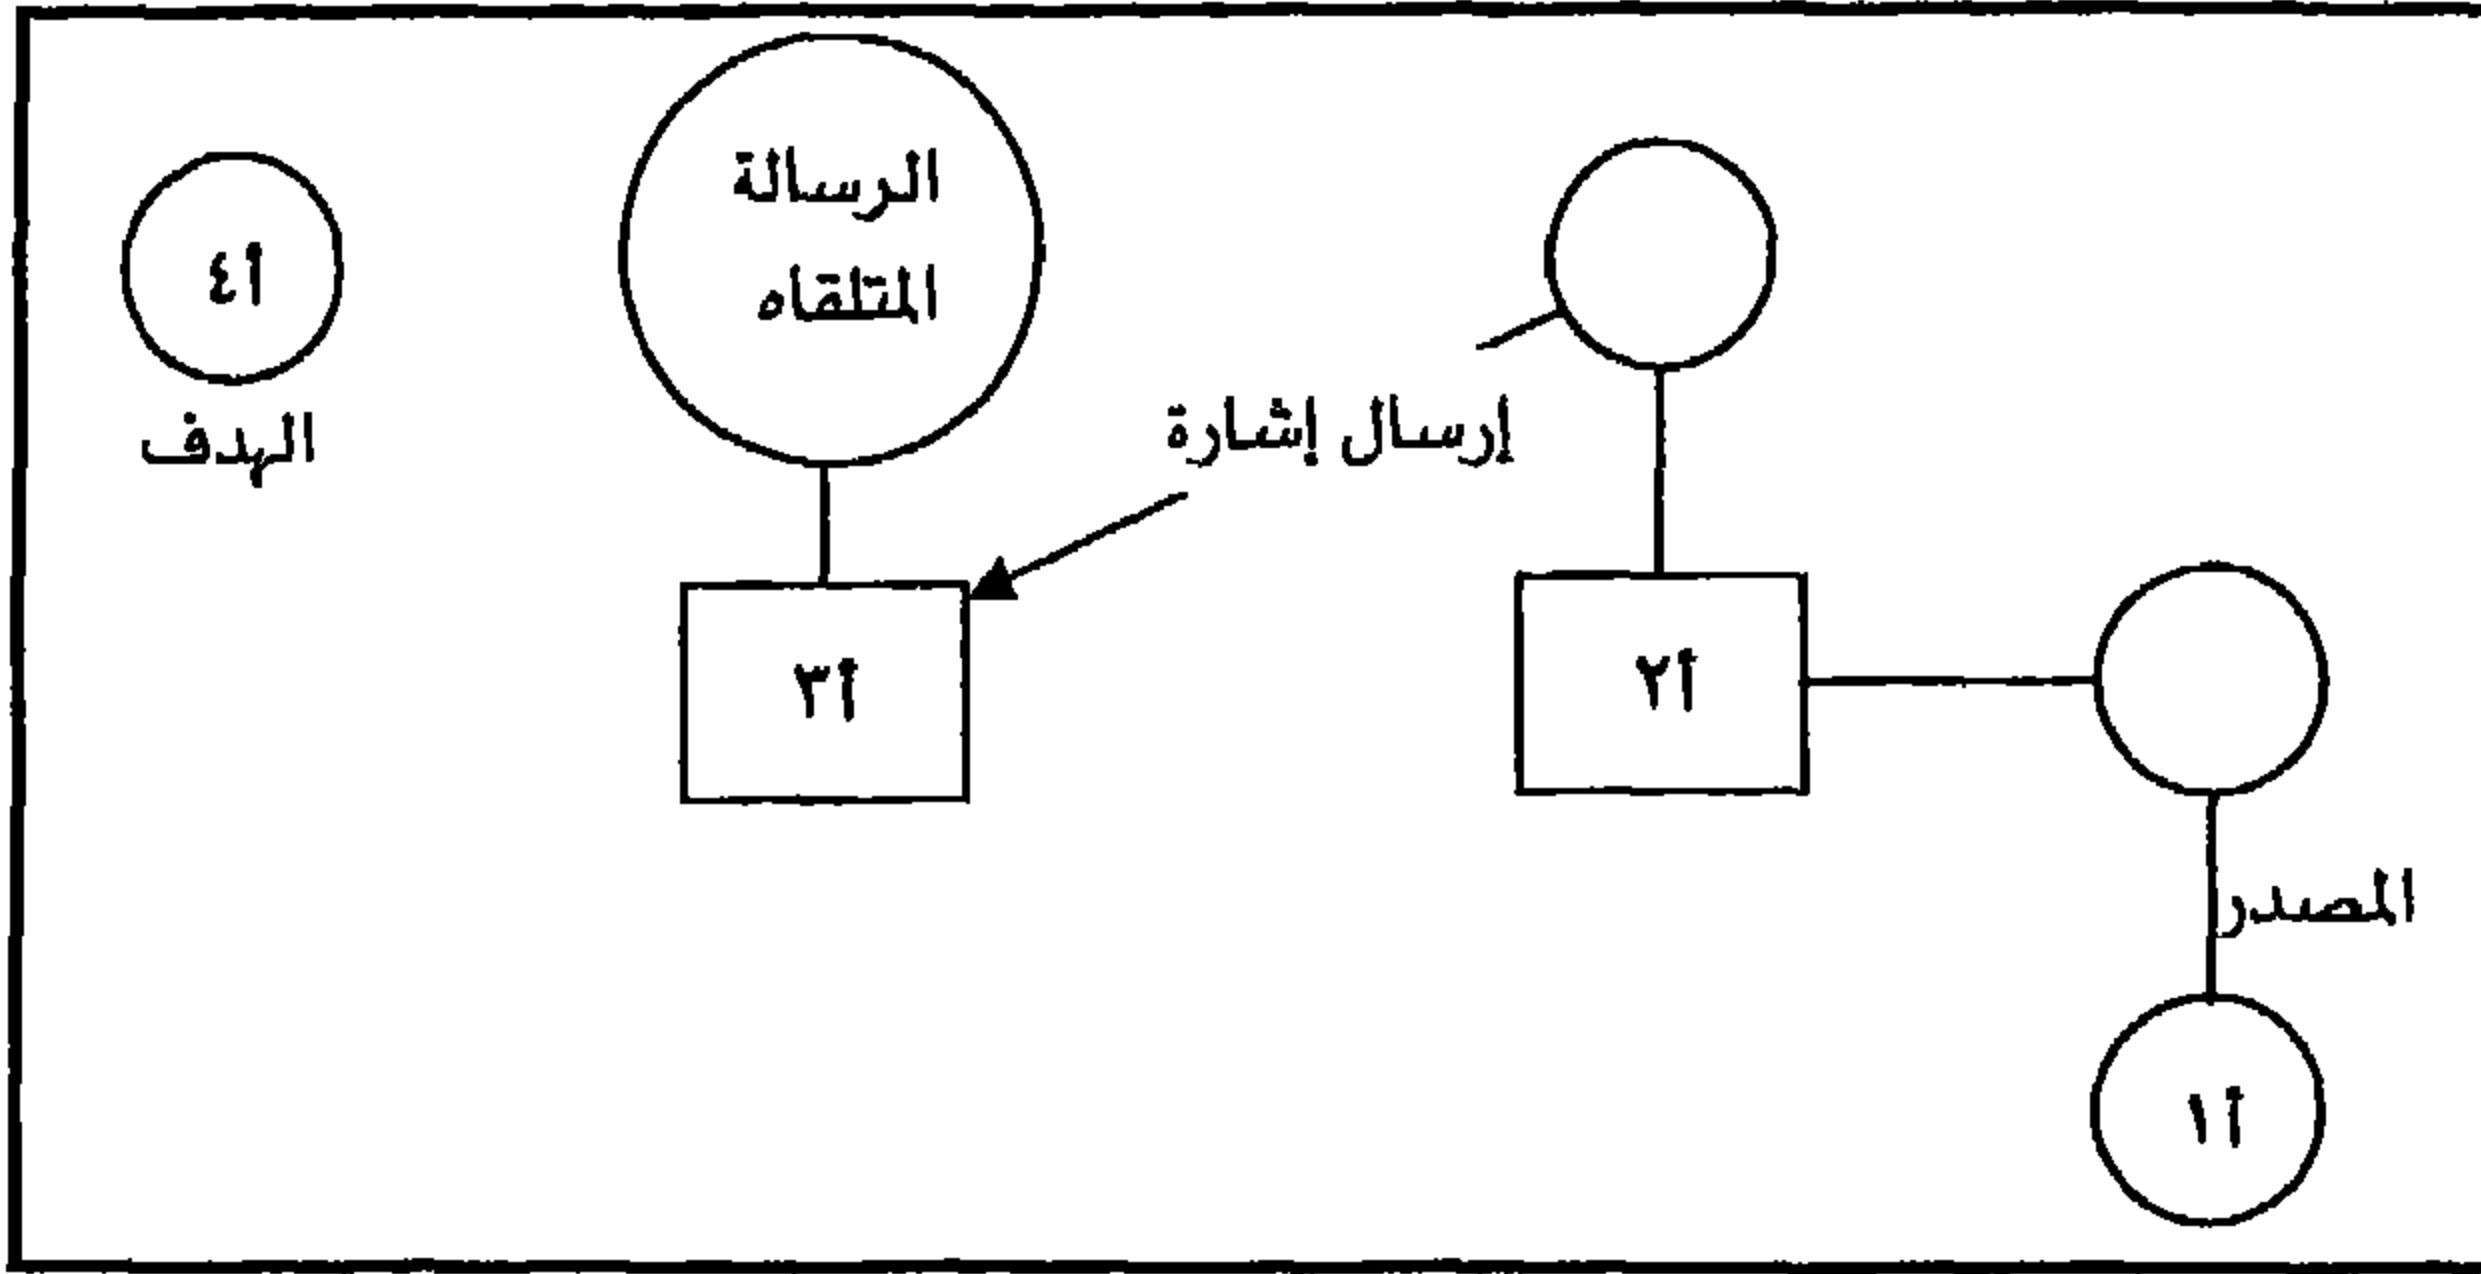 الرسالة
المتلقاه
أ٤
الهدف
إرسال إشارة
أ٣
أ٢
المصدر
أ١